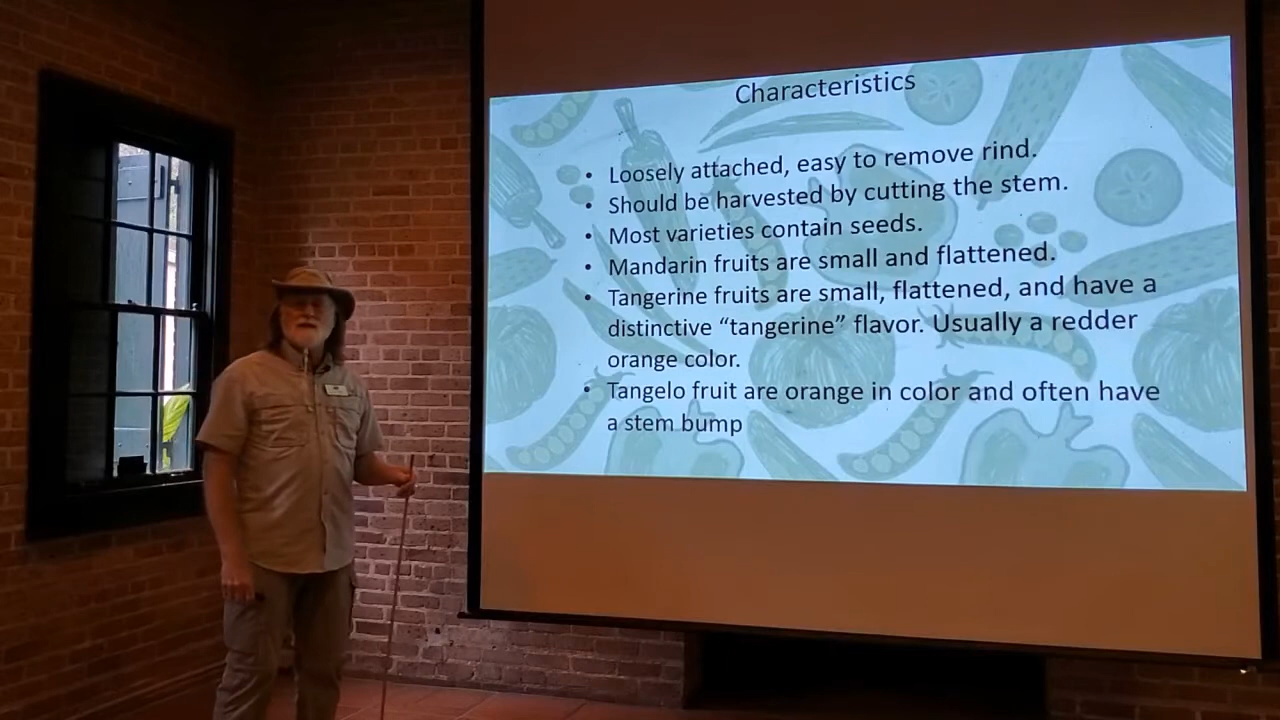 Characteristics
• Loosely attached, easy to remove rind.
• Should be harvested by cutting the stem.
• Most varieties contain seeds.
• Mandarin fruits are small and flattened.
• Tangerine fruits are small, flattened, and have a
distinctive “tangerine” flavor. Usually a redder
orange color.
• Tangelo fruit are orange in color and often have
a stem bump